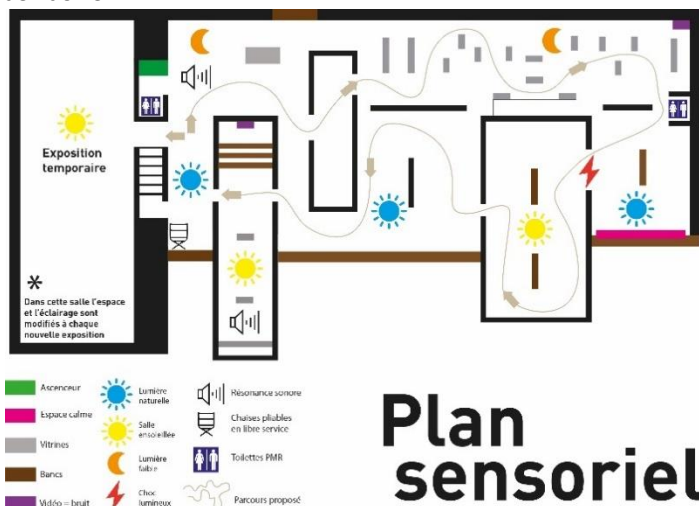 Exposition
temporaire
*
Dans cette salle l'espace
et l'éclairage sont
modifiés à chaque
nouvelle exposition
Ascenceur
Espace calme
Vitrines
Bancs
Vidéo = bruit
Lumière
naturelle
Salle
ensoleillée
Lumière
faible
Choc
lumineux
Résonance sonore
Chaises pliables
en libre service
Toilettes PMR
Parcours proposé
Plan
sensoriel